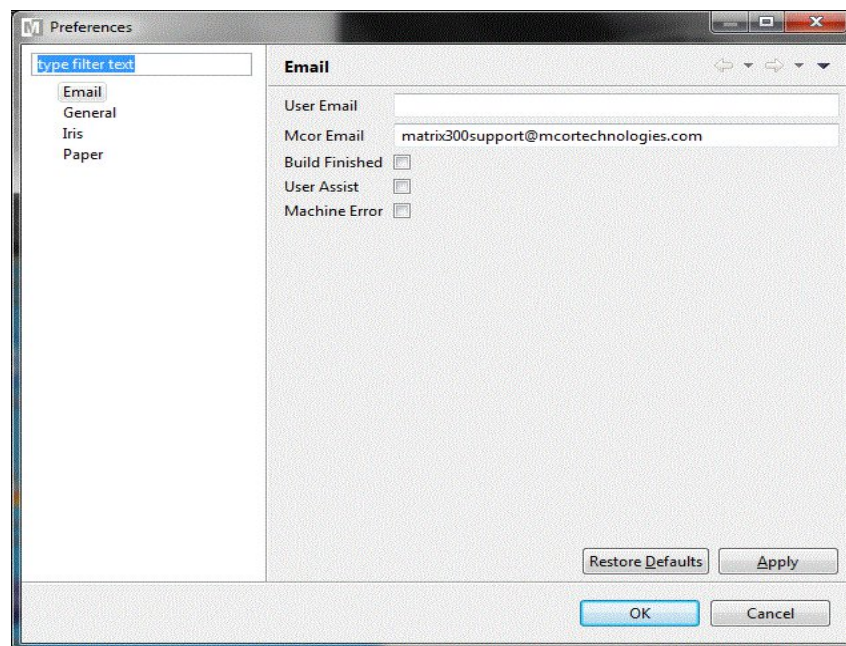 M Preferences
type filter text
Email
General
Iris
Paper
Email
User Email
Mcor Email matrix300support@mcortechnologies.com
Build Finished
User Assist
Machine Error
Restore Defaults Apply
OK Cancel